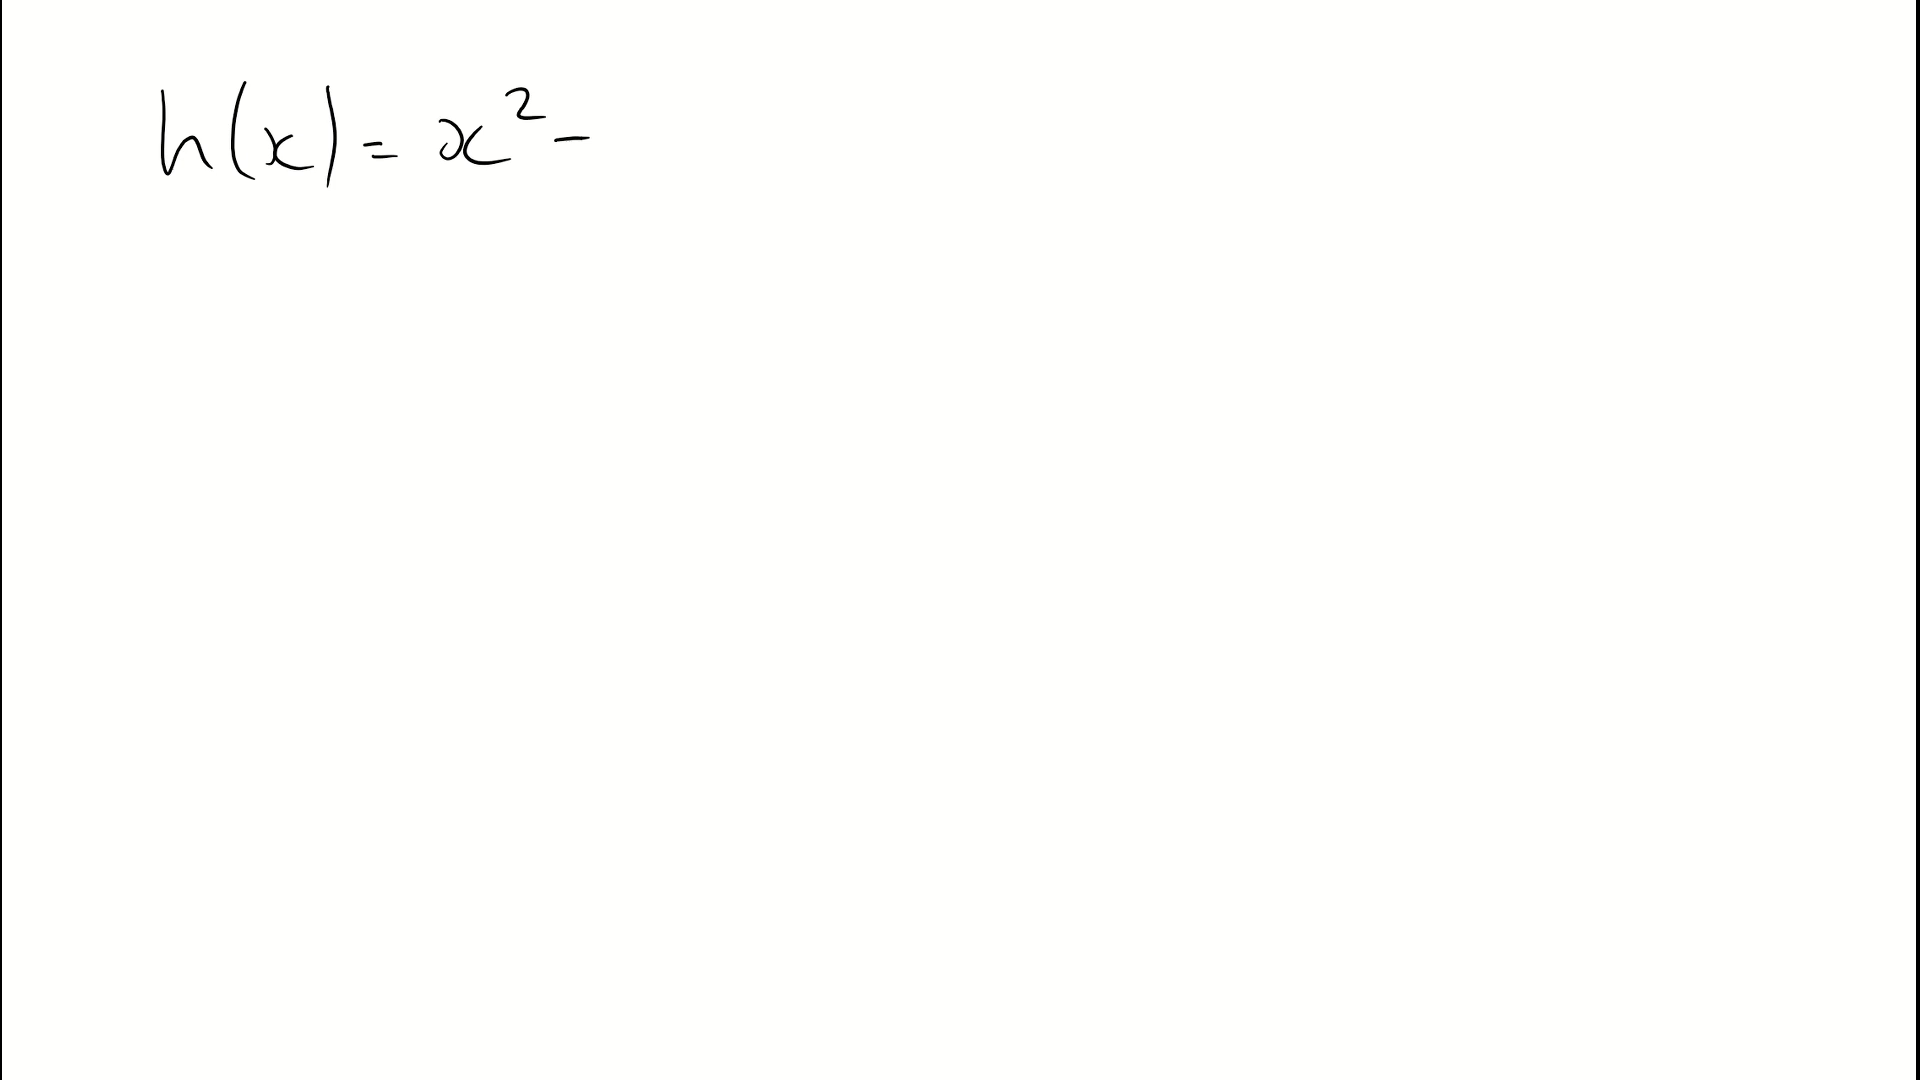 h(x) = x² -